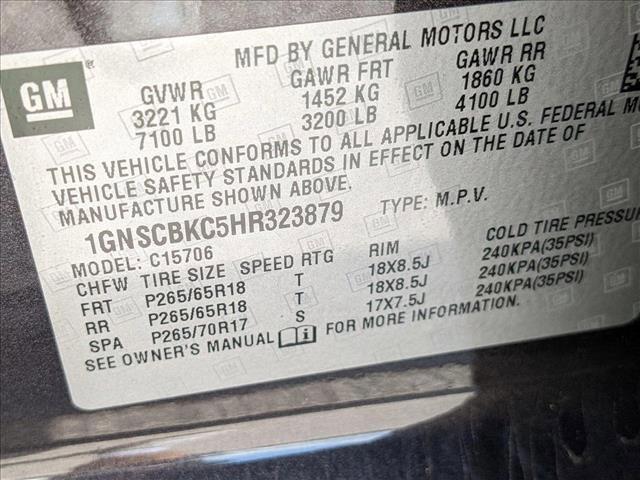 GM
MFD BY GENERAL MOTORS LLC
GVWR GAWR FRT GAWR RR
3221 KG 1452 KG 1860 KG
7100 LB 3200 LB 4100 LB
THIS VEHICLE CONFORMS TO ALL APPLICABLE U.S. FEDERAL M
VEHICLE SAFETY STANDARDS IN EFFECT ON THE DATE OF
MANUFACTURE SHOWN ABOVE.
1GNSCBKC5HR323879 TYPE: M.P.V.
MODEL: C15706
CHFW TIRE SIZE SPEED RTG RIM COLD TIRE PRESSUR
FRT P265/65R18 T 18X8.5J 240KPA(35PSI)
RR P265/65R18 T 18X8.5J 240KPA(35PSI)
SPA P265/70R17 S 17X7.5J 240KPA(35PSI)
SEE OWNER'S MANUAL FOR MORE INFORMATION.